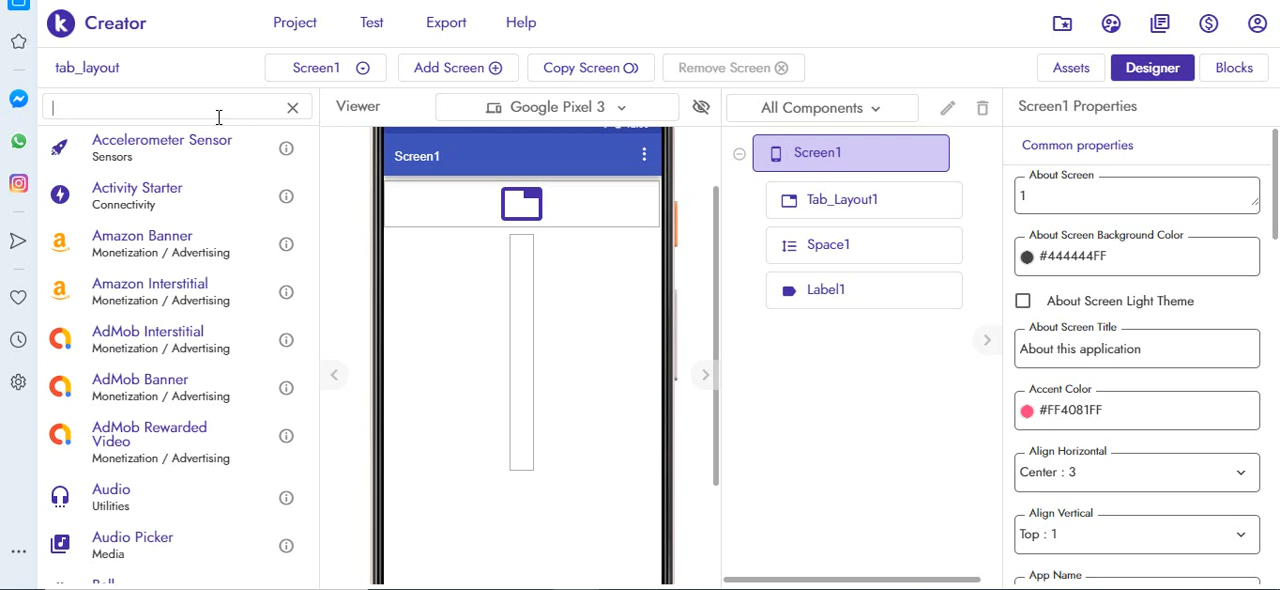 Creator
Project
Test
Export
Help
tab_layout
Screen1
Add Screen
Copy Screen
Remove Screen
Assets
Designer
Blocks
Viewer
Google Pixel 3
All Components
Screen1 Properties
Accelerometer Sensor
Sensors
Activity Starter
Connectivity
Amazon Banner
Monetization / Advertising
Amazon Interstitial
Monetization / Advertising
AdMob Interstitial
Monetization / Advertising
AdMob Banner
Monetization / Advertising
AdMob Rewarded
Video
Monetization / Advertising
Audio
Utilities
Audio Picker
Media
Screen1
Screen1
Tab_Layout1
Space1
Label1
Common properties
About Screen
1
About Screen Background Color
#444444FF
About Screen Light Theme
About Screen Title
About this application
Accent Color
#FF4081FF
Align Horizontal
Center : 3
Align Vertical
Top : 1
App Name